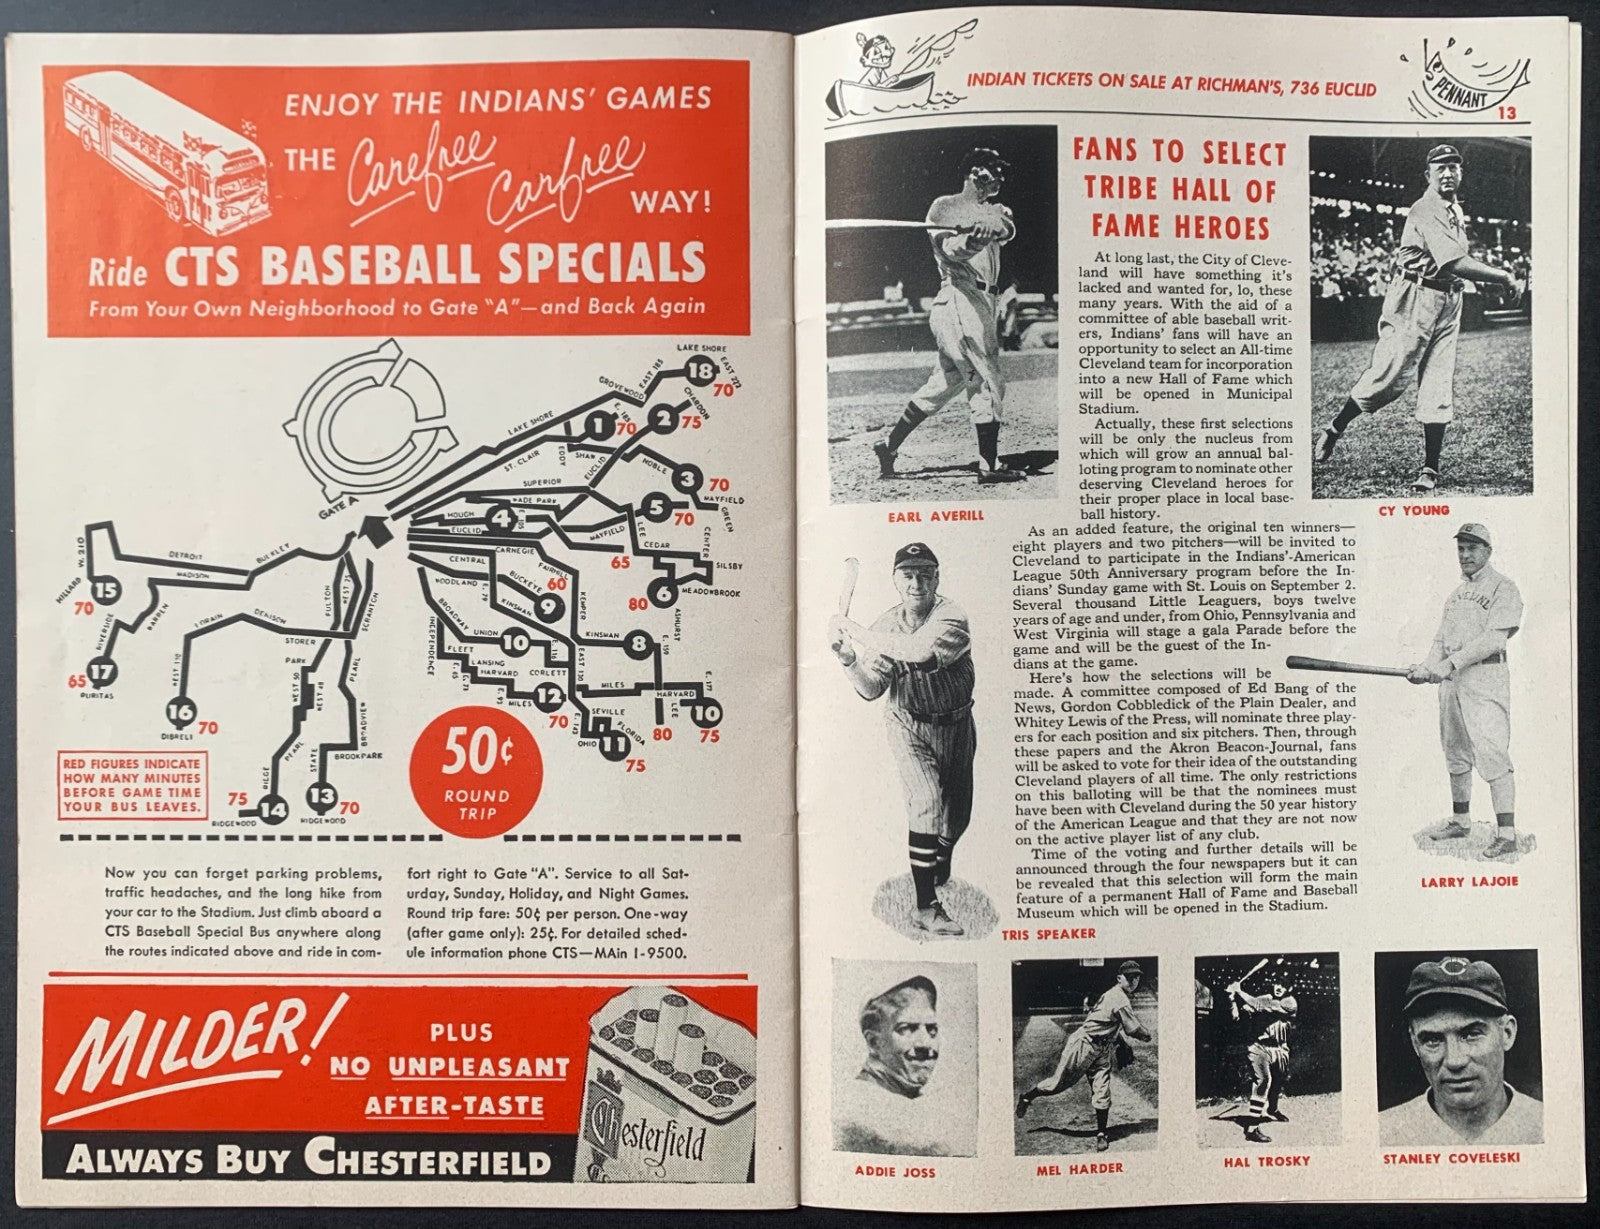 ENJOY THE INDIANS' GAMES
THE Carefree Carfree WAY!
Ride CTS BASEBALL SPECIALS
From Your Own Neighborhood to Gate "A"—and Back Again
GATE A
LAKE SHORE
18
EAST 222
70
GROVEWOOD
EAST 185
CHARDON
2
75
LAKE SHORE
1
E. 185
70
ST. CLAIR
EDDY
SHAW
NOBLE
3
70
MAYFIELD
GREEN
EUCLID
SUPERIOR
WADE PARK
5
70
HOUGH
4
E. 105
EUCLID
MAYFIELD
LEE
CEDAR
CENTER
SILSBY
65
CARNEGIE
FAIRHILL
6
80
MEADOWBROOK
CENTRAL
BUCKEYE
60
9
KINSMAN
E. 79
KEMPER
WOODLAND
BROADWAY
INDEPENDENCE
UNION
10
E. 116
KINSMAN
8
E. 150
ASHURST
FLEET
LANSING
HARVARD
CORLETT
E. 65
E. 71
E. 93
MILES
12
70
EAST 130
MILES
HARVARD
E. 177
LEE
10
80
75
SEVILLE
E. 143
FLORIDA
OHIO
11
75
W. 210
DETROIT
BULKLEY
MADISON
HILLIARD
15
70
WARREN
RIVERSIDE
17
65
PURITAS
LORAIN
DENISON
FULTON
WEST 25
SCRANTON
WEST 130
16
70
DIBRELL
STORER
PARK
WEST 50
WEST 48
PEARL
PEARL
STATE
BROADVIEW
BROOKPARK
RIDGE
14
75
RIDGEWOOD
13
70
RIDGEWOOD
RED FIGURES INDICATE
HOW MANY MINUTES
BEFORE GAME TIME
YOUR BUS LEAVES.
50¢
ROUND
TRIP
Now you can forget parking problems,
traffic headaches, and the long hike from
your car to the Stadium. Just climb aboard a
CTS Baseball Special Bus anywhere along
the routes indicated above and ride in com-
fort right to Gate "A". Service to all Sat-
urday, Sunday, Holiday, and Night Games.
Round trip fare: 50¢ per person. One-way
(after game only): 25¢. For detailed sched-
ule information phone CTS—MAin 1-9500.
MILDER!
PLUS
NO UNPLEASANT
AFTER-TASTE
Chesterfield
ALWAYS BUY CHESTERFIELD
INDIAN TICKETS ON SALE AT RICHMAN'S, 736 EUCLID
PENNANT
13
FANS TO SELECT
TRIBE HALL OF
FAME HEROES
At long last, the City of Cleve-
land will have something it's
lacked and wanted for, lo, these
many years. With the aid of a
committee of able baseball writ-
ers, Indians' fans will have an
opportunity to select an All-time
Cleveland team for incorporation
into a new Hall of Fame which
will be opened in Municipal
Stadium.
Actually, these first selections
will be only the nucleus from
which will grow an annual bal-
loting program to nominate other
deserving Cleveland heroes for
their proper place in local base-
ball history.
As an added feature, the original ten winners—
eight players and two pitchers—will be invited to
Cleveland to participate in the Indians'-American
League 50th Anniversary program before the In-
dians' Sunday game with St. Louis on September 2.
Several thousand Little Leaguers, boys twelve
years of age and under, from Ohio, Pennsylvania and
West Virginia will stage a gala Parade before the
game and will be the guest of the In-
dians at the game.
Here's how the selections will be
made. A committee composed of Ed Bang of the
News, Gordon Cobbledick of the Plain Dealer, and
Whitey Lewis of the Press, will nominate three play-
ers for each position and six pitchers. Then, through
these papers and the Akron Beacon-Journal, fans
will be asked to vote for their idea of the outstanding
Cleveland players of all time. The only restrictions
on this balloting will be that the nominees must
have been with Cleveland during the 50 year history
of the American League and that they are not now
on the active player list of any club.
Time of the voting and further details will be
announced through the four newspapers but it can
be revealed that this selection will form the main
feature of a permanent Hall of Fame and Baseball
Museum which will be opened in the Stadium.
EARL AVERILL
CY YOUNG
TRIS SPEAKER
LARRY LAJOIE
ADDIE JOSS
MEL HARDER
HAL TROSKY
STANLEY COVELESKI